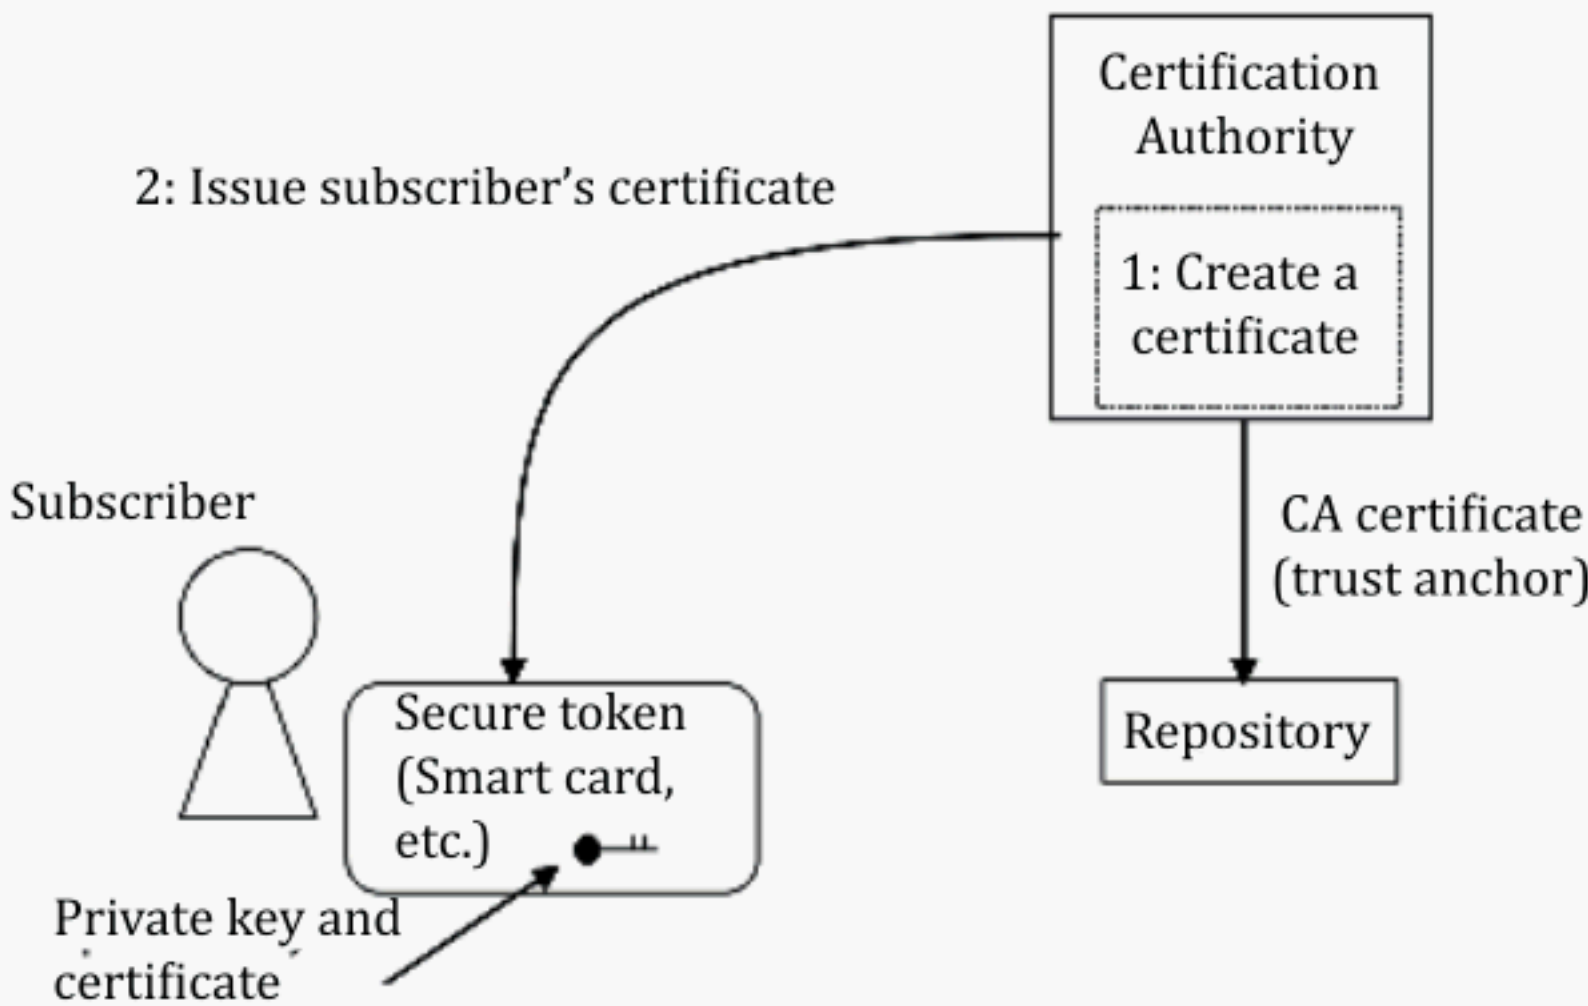 Certification
Authority
2: Issue subscriber’s certificate
1: Create a
certificate
Subscriber
CA certificate
(trust anchor)
Secure token
(Smart card,
etc.)
Repository
Private key and
certificate